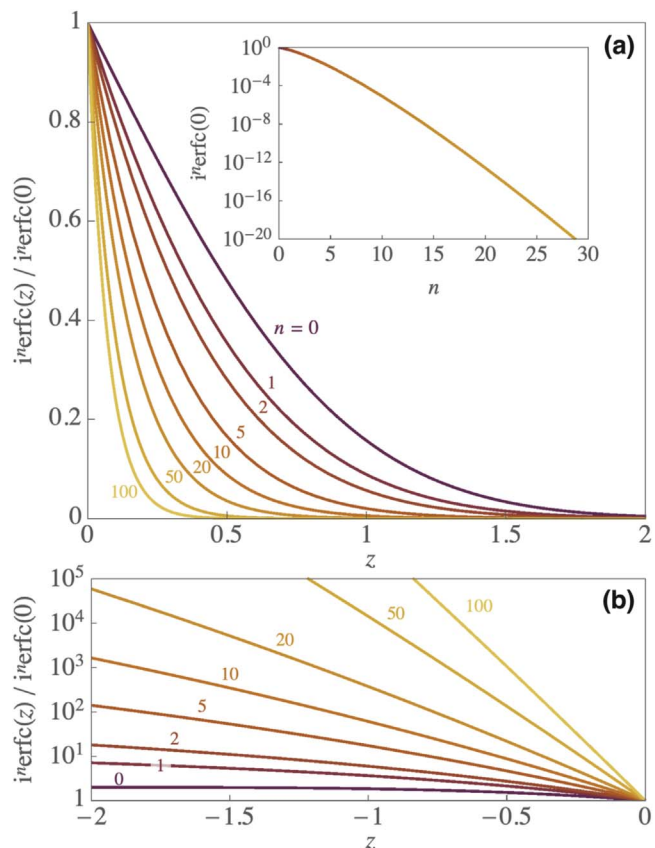 1
0.8
0.6
0.4
0.2
0
iⁿerfc(z) / iⁿerfc(0)
(a)
10⁰
10⁻⁴
10⁻⁸
10⁻¹²
10⁻¹⁶
10⁻²⁰
iⁿerfc(0)
0 5 10 15 20 25 30
n
n = 0
1
2
5
10
20
50
100
0.5 1 1.5 2
z
(b)
10⁵
10⁴
10³
10²
10¹
1
iⁿerfc(z) / iⁿerfc(0)
100
50
20
10
5
2
1
0
−2 −1.5 −1 −0.5 0
z